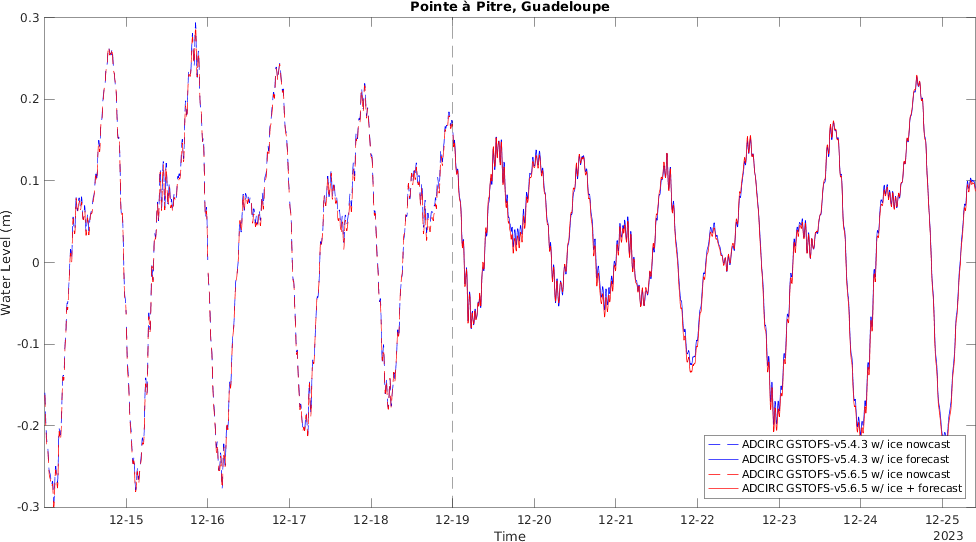 Pointe à Pitre, Guadeloupe
0.3
0.2
0.1
0
-0.1
-0.2
-0.3
Water Level (m)
12-15
12-16
12-17
12-18
12-19
12-20
12-21
12-22
12-23
12-24
12-25
2023
Time
ADCIRC GSTOFS-v5.4.3 w/ ice nowcast
ADCIRC GSTOFS-v5.4.3 w/ ice forecast
ADCIRC GSTOFS-v5.6.5 w/ ice nowcast
ADCIRC GSTOFS-v5.6.5 w/ ice + forecast